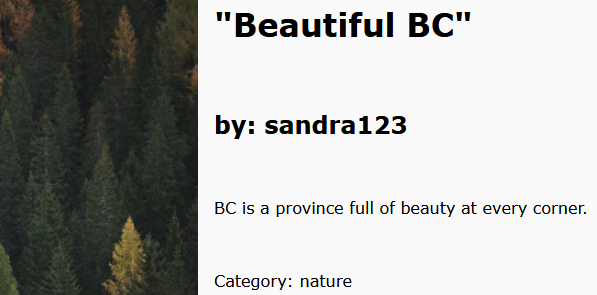 "Beautiful BC"
by: sandra123
BC is a province full of beauty at every corner.
Category: nature